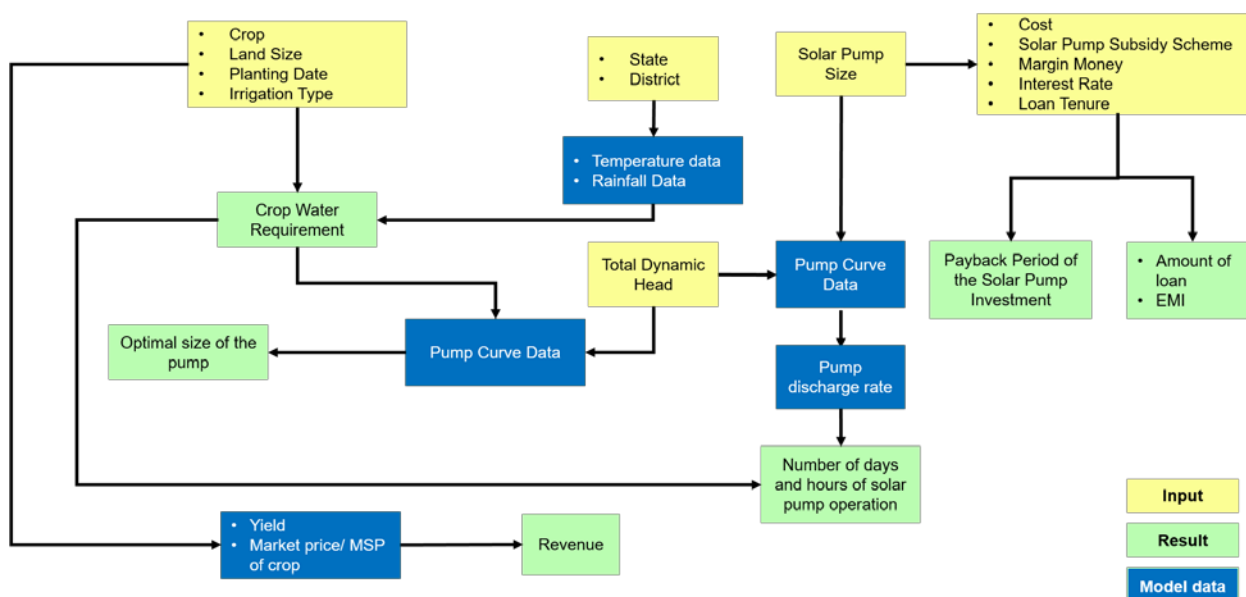 • Crop
• Land Size
• Planting Date
• Irrigation Type
• State
• District
Solar Pump
Size
• Cost
• Solar Pump Subsidy Scheme
• Margin Money
• Interest Rate
• Loan Tenure
• Temperature data
• Rainfall Data
Crop Water
Requirement
Total Dynamic
Head
Pump Curve
Data
Payback Period of
the Solar Pump
Investment
• Amount of
loan
• EMI
Optimal size of the
pump
Pump Curve Data
Pump
discharge rate
Number of days
and hours of solar
pump operation
• Yield
• Market price/ MSP
of crop
Revenue
Input
Result
Model data